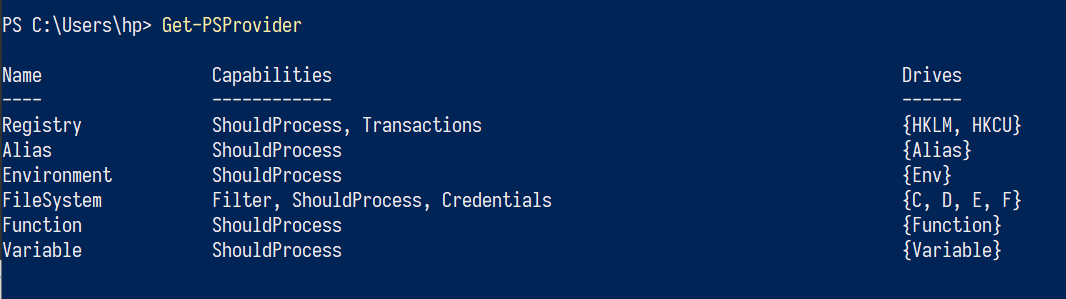 PS C:\Users\hp> Get-PSProvider
Name Capabilities Drives
---- ------------ ------
Registry ShouldProcess, Transactions {HKLM, HKCU}
Alias ShouldProcess {Alias}
Environment ShouldProcess {Env}
FileSystem Filter, ShouldProcess, Credentials {C, D, E, F}
Function ShouldProcess {Function}
Variable ShouldProcess {Variable}